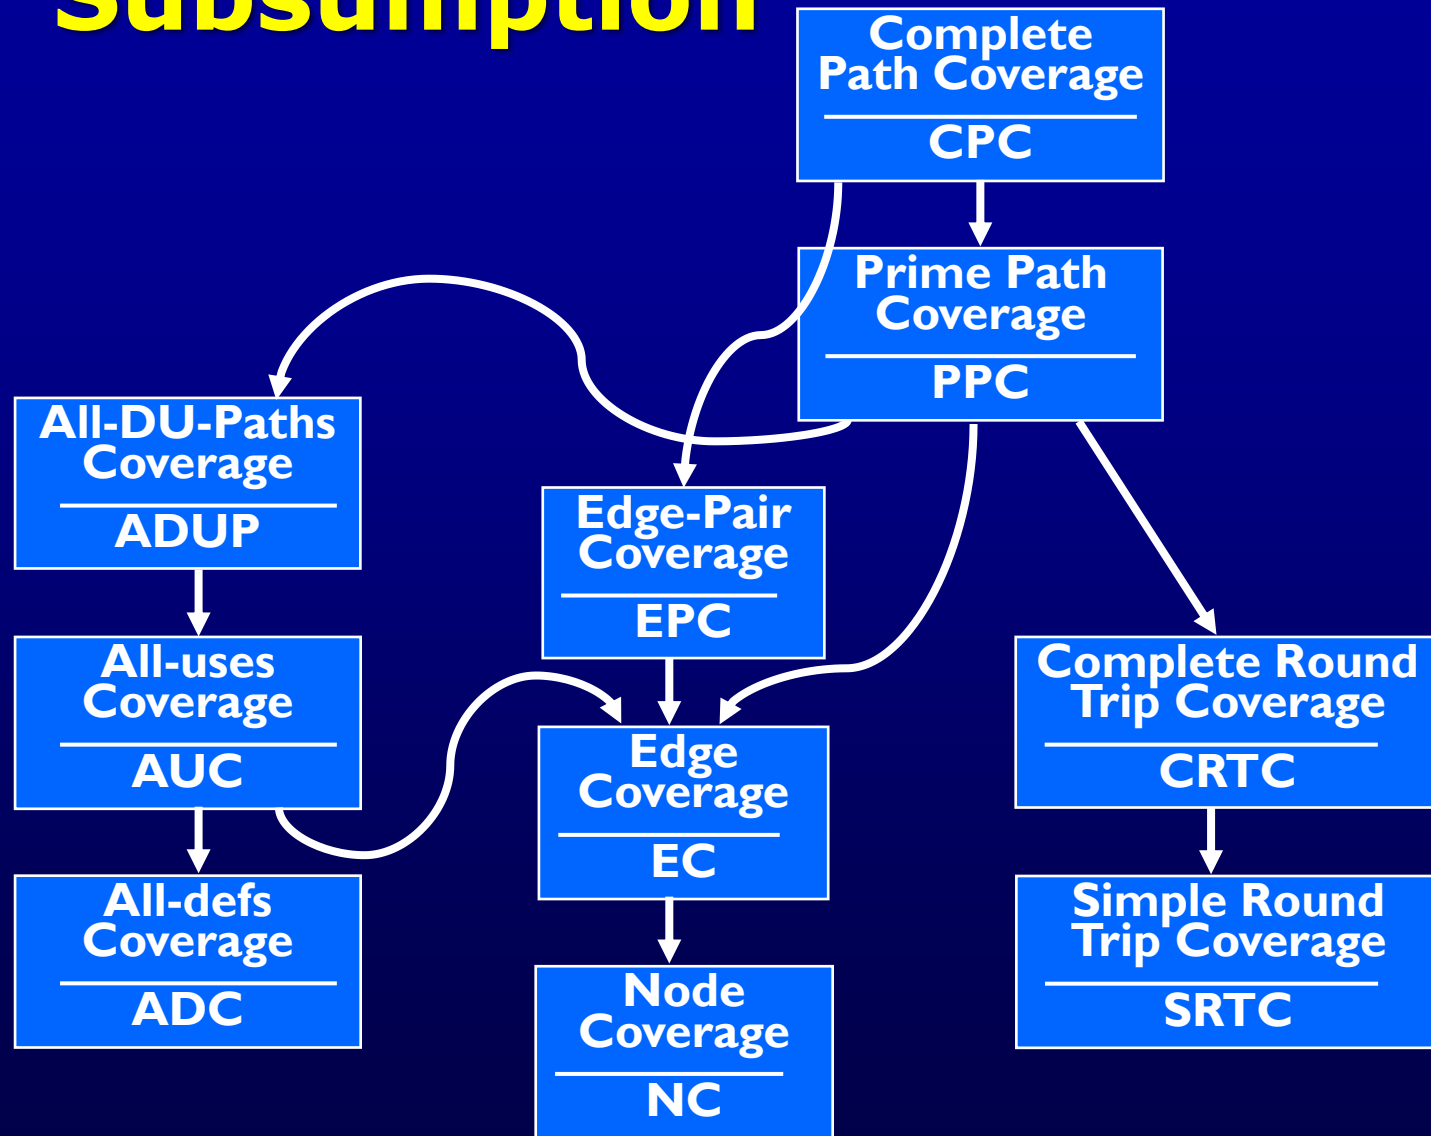 Subsumption
Complete
Path Coverage
CPC
Prime Path
Coverage
PPC
All-DU-Paths
Coverage
ADUP
Edge-Pair
Coverage
EPC
All-uses
Coverage
AUC
Complete Round
Trip Coverage
CRTC
Edge
Coverage
EC
All-defs
Coverage
ADC
Simple Round
Trip Coverage
SRTC
Node
Coverage
NC